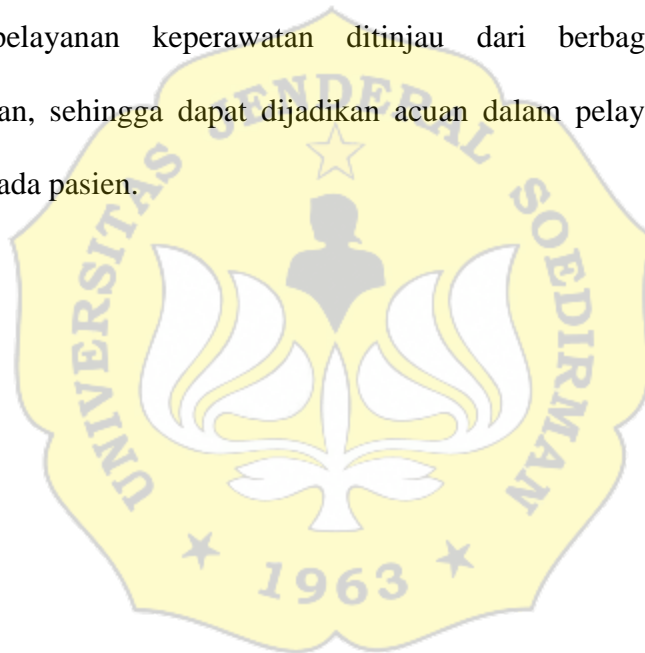 pelayanan keperawatan ditinjau dari berbag
an, sehingga dapat dijadikan acuan dalam pelay
ada pasien.
UNIVERSITAS JENDERAL SOEDIRMAN
1963